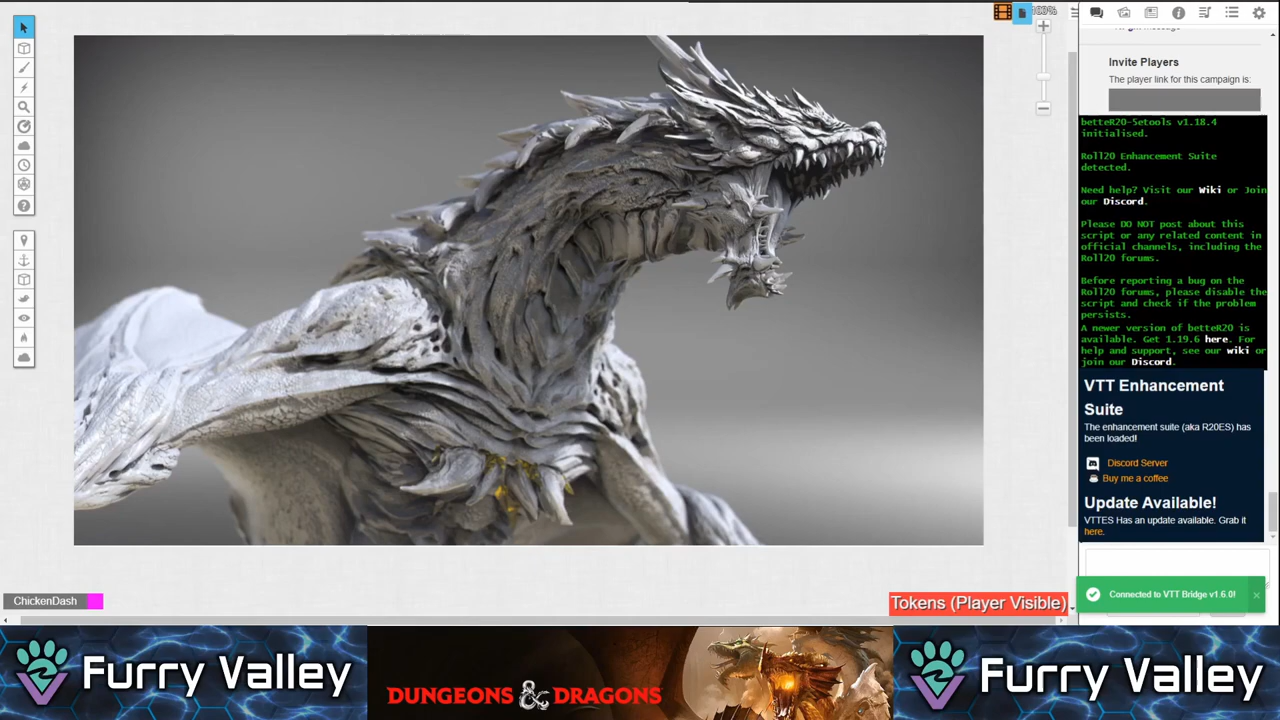 Invite Players
The player link for this campaign is:
betteR20-5etools v1.18.4
initialised.
Roll20 Enhancement Suite
detected.
Need help? Visit our Wiki or Join
our Discord.
Please DO NOT post about this
script or any related content in
official channels, including the
Roll20 forums.
Before reporting a bug on the
Roll20 forums, please disable the
script and check if the problem
persists.
A newer version of betteR20 is
available. Get 1.19.6 here. For
help and support, see our wiki or
join our Discord.
VTT Enhancement
Suite
The enhancement suite (aka R20ES) has
been loaded!
Discord Server
Buy me a coffee
Update Available!
VTTES Has an update available. Grab it
here.
Connected to VTT Bridge v1.6.0!
ChickenDash
Tokens (Player Visible)
Furry Valley
DUNGEONS & DRAGONS
Furry Valley